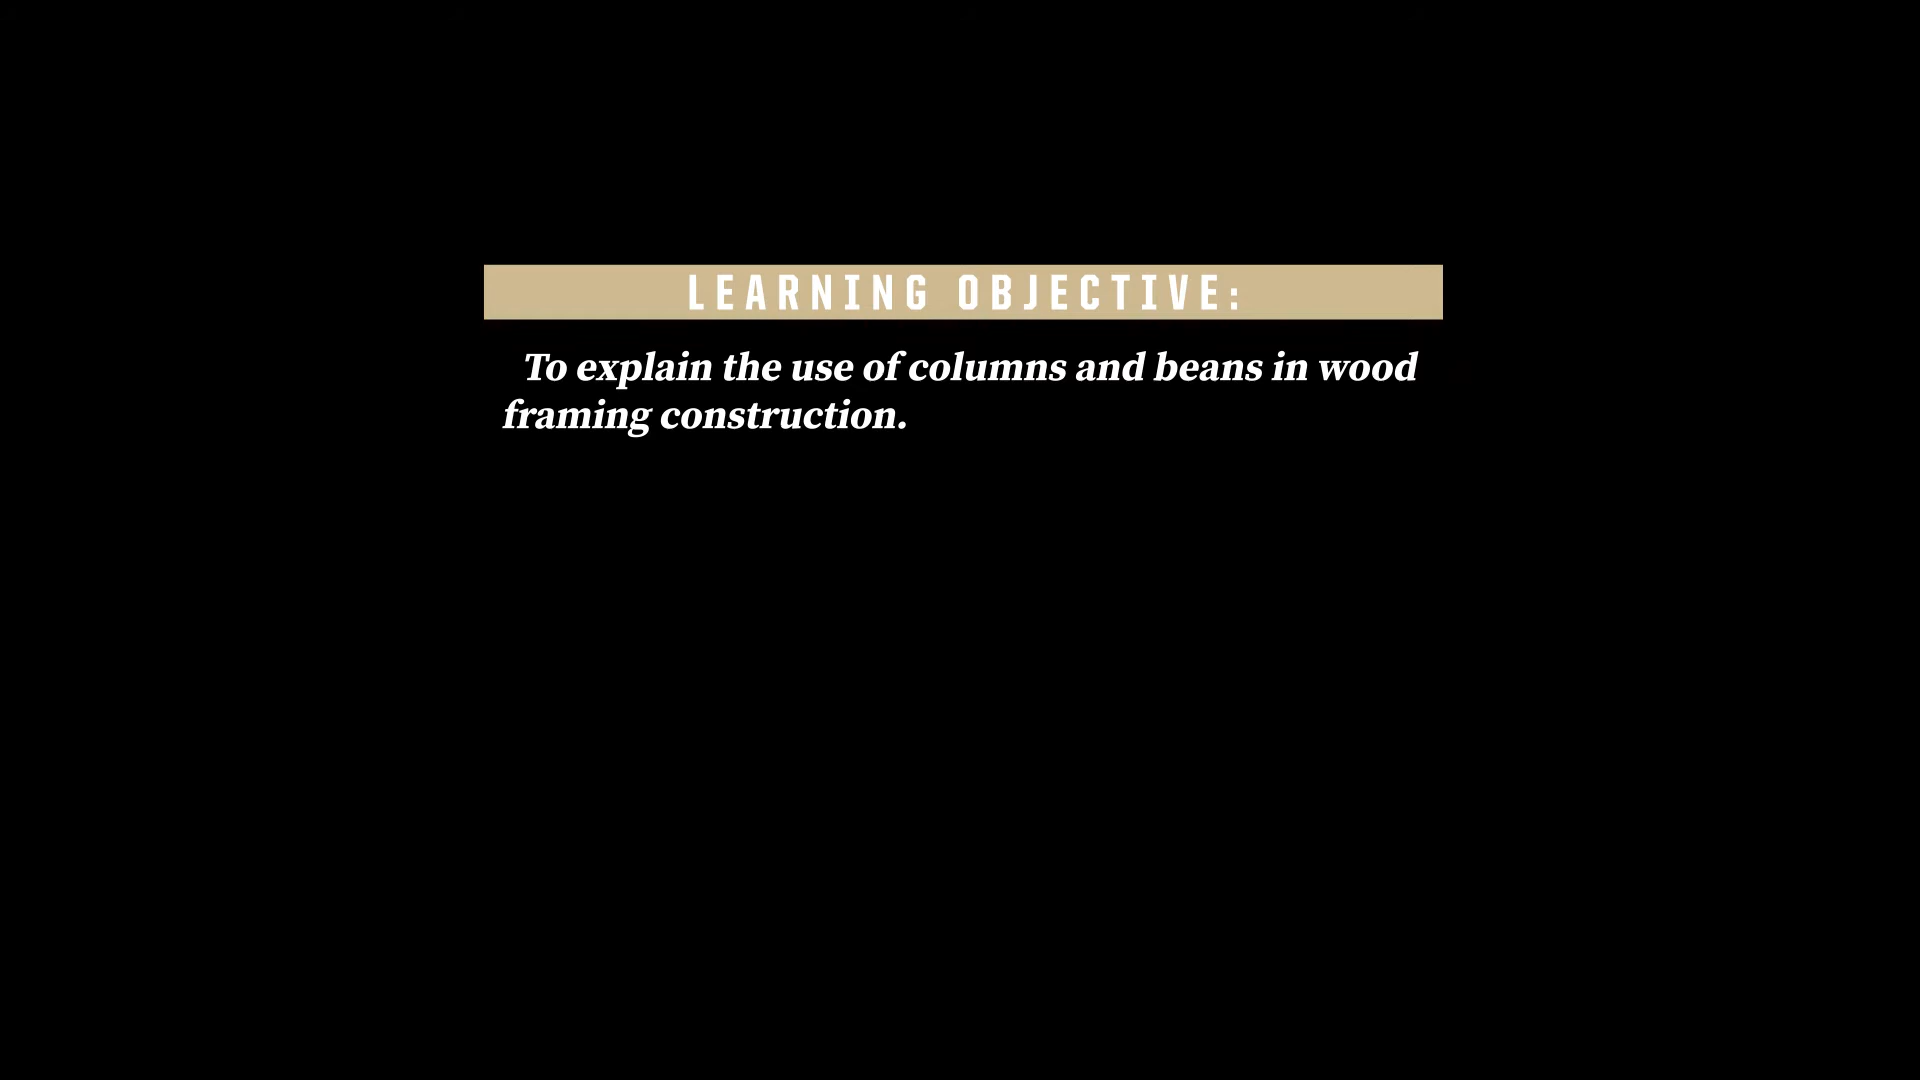 LEARNING OBJECTIVE:
To explain the use of columns and beans in wood
framing construction.